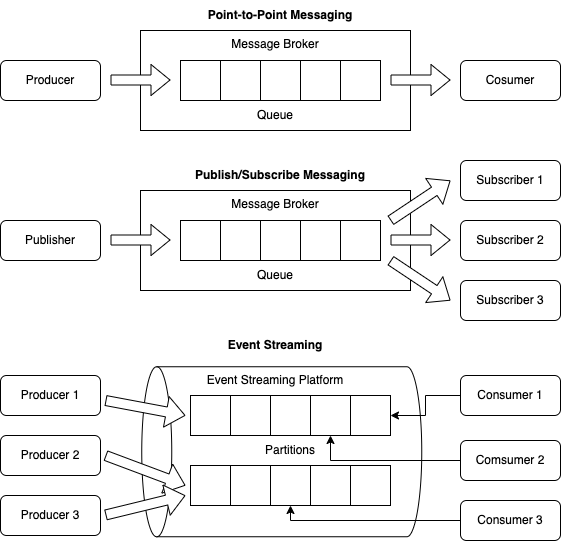 Point-to-Point Messaging
Message Broker
Producer
Cosumer
Queue
Publish/Subscribe Messaging
Message Broker
Subscriber 1
Publisher
Subscriber 2
Queue
Subscriber 3
Event Streaming
Event Streaming Platform
Producer 1
Consumer 1
Partitions
Producer 2
Comsumer 2
Producer 3
Consumer 3